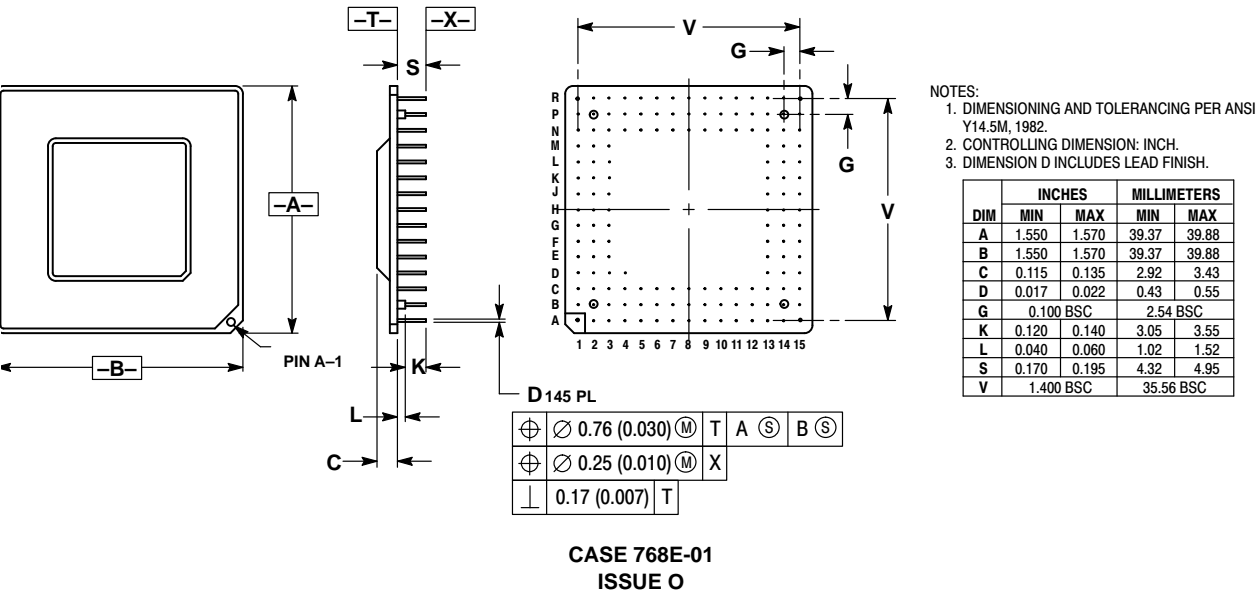 –T–
–X–
S
V
G
R
P
N
M
L
K
J
H
G
F
E
D
C
B
A
1 2 3 4 5 6 7 8 9 10 11 12 13 14 15
G
V
–A–
–B–
PIN A–1
K
D 145 PL
L
C
⌖ ∅ 0.76 (0.030) Ⓜ T A Ⓢ B Ⓢ
⌖ ∅ 0.25 (0.010) Ⓜ X
⊥ 0.17 (0.007) T
CASE 768E-01
ISSUE O
NOTES:
1. DIMENSIONING AND TOLERANCING PER ANSI
Y14.5M, 1982.
2. CONTROLLING DIMENSION: INCH.
3. DIMENSION D INCLUDES LEAD FINISH.
INCHES MILLIMETERS
DIM MIN MAX MIN MAX
A 1.550 1.570 39.37 39.88
B 1.550 1.570 39.37 39.88
C 0.115 0.135 2.92 3.43
D 0.017 0.022 0.43 0.55
G 0.100 BSC 2.54 BSC
K 0.120 0.140 3.05 3.55
L 0.040 0.060 1.02 1.52
S 0.170 0.195 4.32 4.95
V 1.400 BSC 35.56 BSC